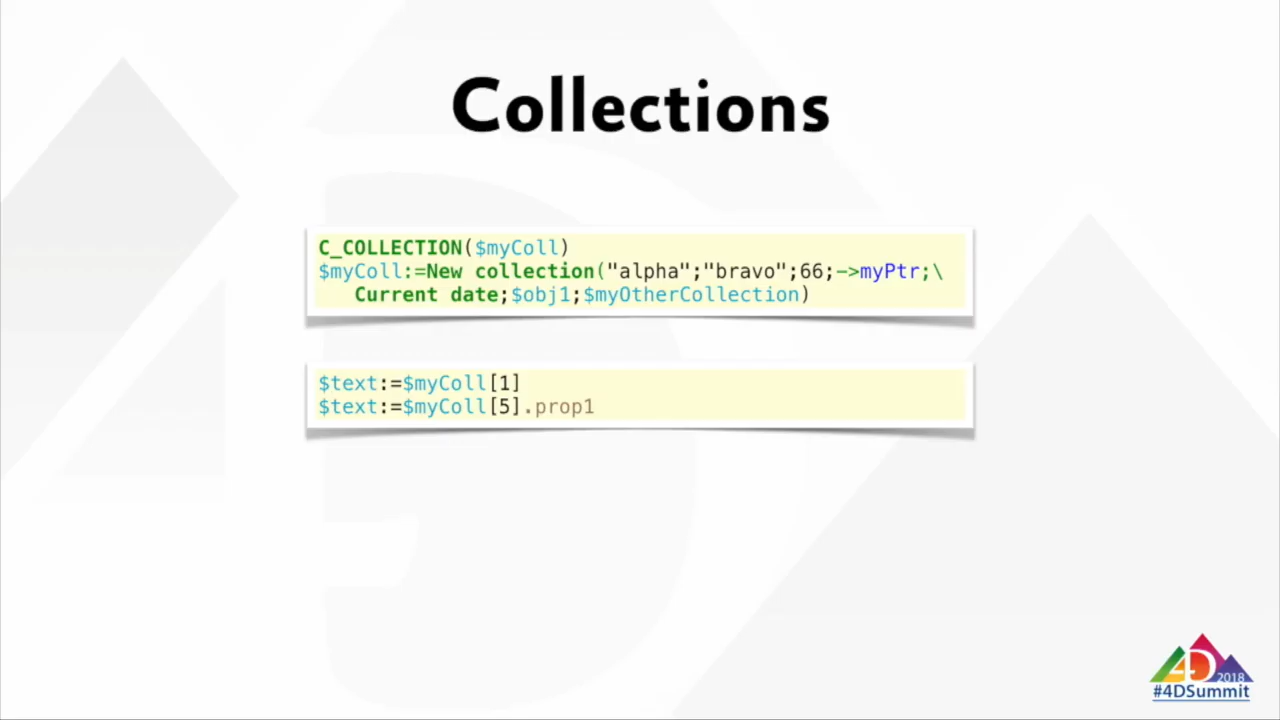 Collections
C_COLLECTION($myColl)
$myColl:=New collection("alpha";"bravo";66;->myPtr;\
Current date;$obj1;$myOtherCollection)
$text:=$myColl[1]
$text:=$myColl[5].prop1
4D 2018
#4DSummit